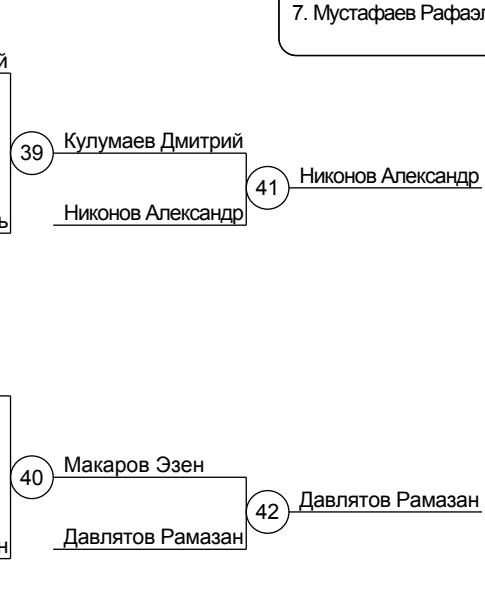 7. Мустафаев Рафаэл
39
Кулумаев Дмитрий
41
Никонов Александр
Никонов Александр
40
Макаров Эзен
42
Давлятов Рамазан
Давлятов Рамазан